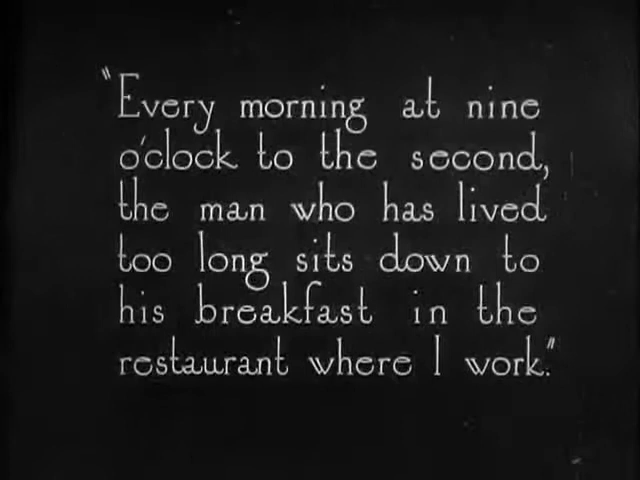 "Every morning at nine
o'clock to the second,
the man who has lived
too long sits down to
his breakfast in the
restaurant where I work."